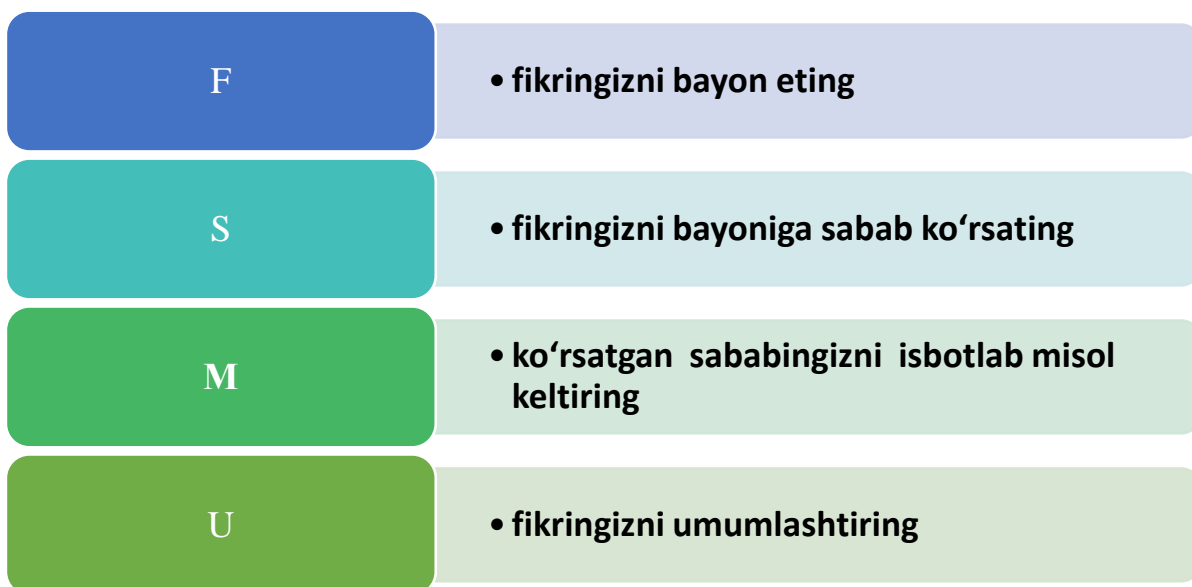 F
• fikringizni bayon eting
S
• fikringizni bayoniga sabab ko‘rsating
M
• ko‘rsatgan sababingizni isbotlab misol
keltiring
U
• fikringizni umumlashtiring